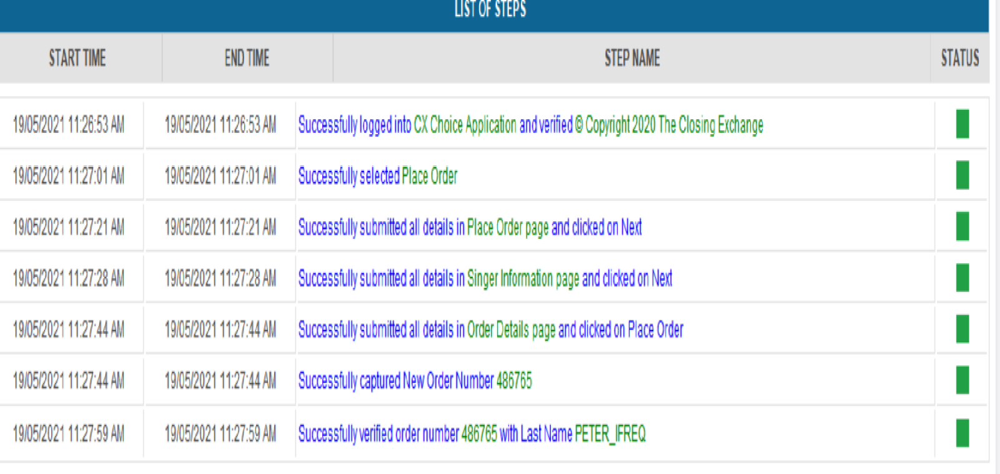 LIST OF STEPS
START TIME END TIME STEP NAME STATUS
19/05/2021 11:26:53 AM 19/05/2021 11:26:53 AM Successfully logged into CX Choice Application and verified © Copyright 2020 The Closing Exchange
19/05/2021 11:27:01 AM 19/05/2021 11:27:01 AM Successfully selected Place Order
19/05/2021 11:27:21 AM 19/05/2021 11:27:21 AM Successfully submitted all details in Place Order page and clicked on Next
19/05/2021 11:27:28 AM 19/05/2021 11:27:28 AM Successfully submitted all details in Singer Information page and clicked on Next
19/05/2021 11:27:44 AM 19/05/2021 11:27:44 AM Successfully submitted all details in Order Details page and clicked on Place Order
19/05/2021 11:27:44 AM 19/05/2021 11:27:44 AM Successfully captured New Order Number 486765
19/05/2021 11:27:59 AM 19/05/2021 11:27:59 AM Successfully verified order number 486765 with Last Name PETER_IFREQ